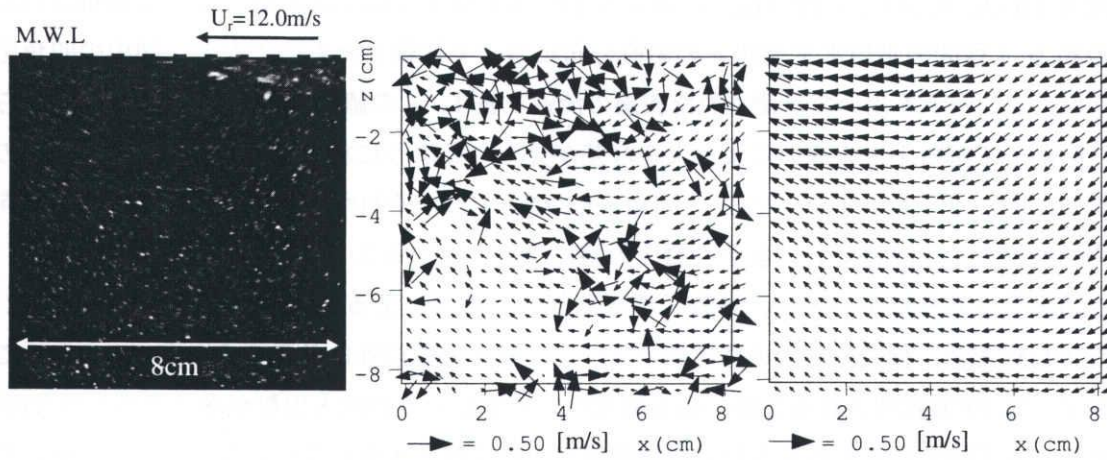 U_r=12.0m/s
M.W.L
8cm
z (cm)
-2
-4
-6
-8
0 2 4 6 8
= 0.50 [m/s] x(cm)
0 2 4 6 8
= 0.50 [m/s] x(cm)